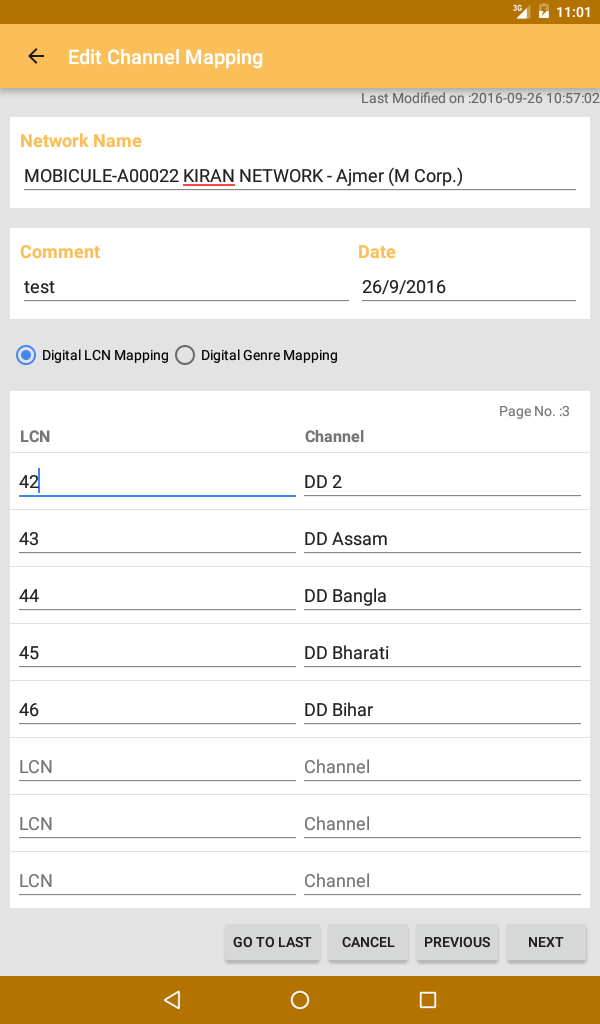 3G 11:01
Edit Channel Mapping
Last Modified on :2016-09-26 10:57:02
Network Name
MOBICULE-A00022 KIRAN NETWORK - Ajmer (M Corp.)
Comment Date
test 26/9/2016
Digital LCN Mapping Digital Genre Mapping
Page No. :3
LCN Channel
42 DD 2
43 DD Assam
44 DD Bangla
45 DD Bharati
46 DD Bihar
LCN Channel
LCN Channel
LCN Channel
GO TO LAST CANCEL PREVIOUS NEXT